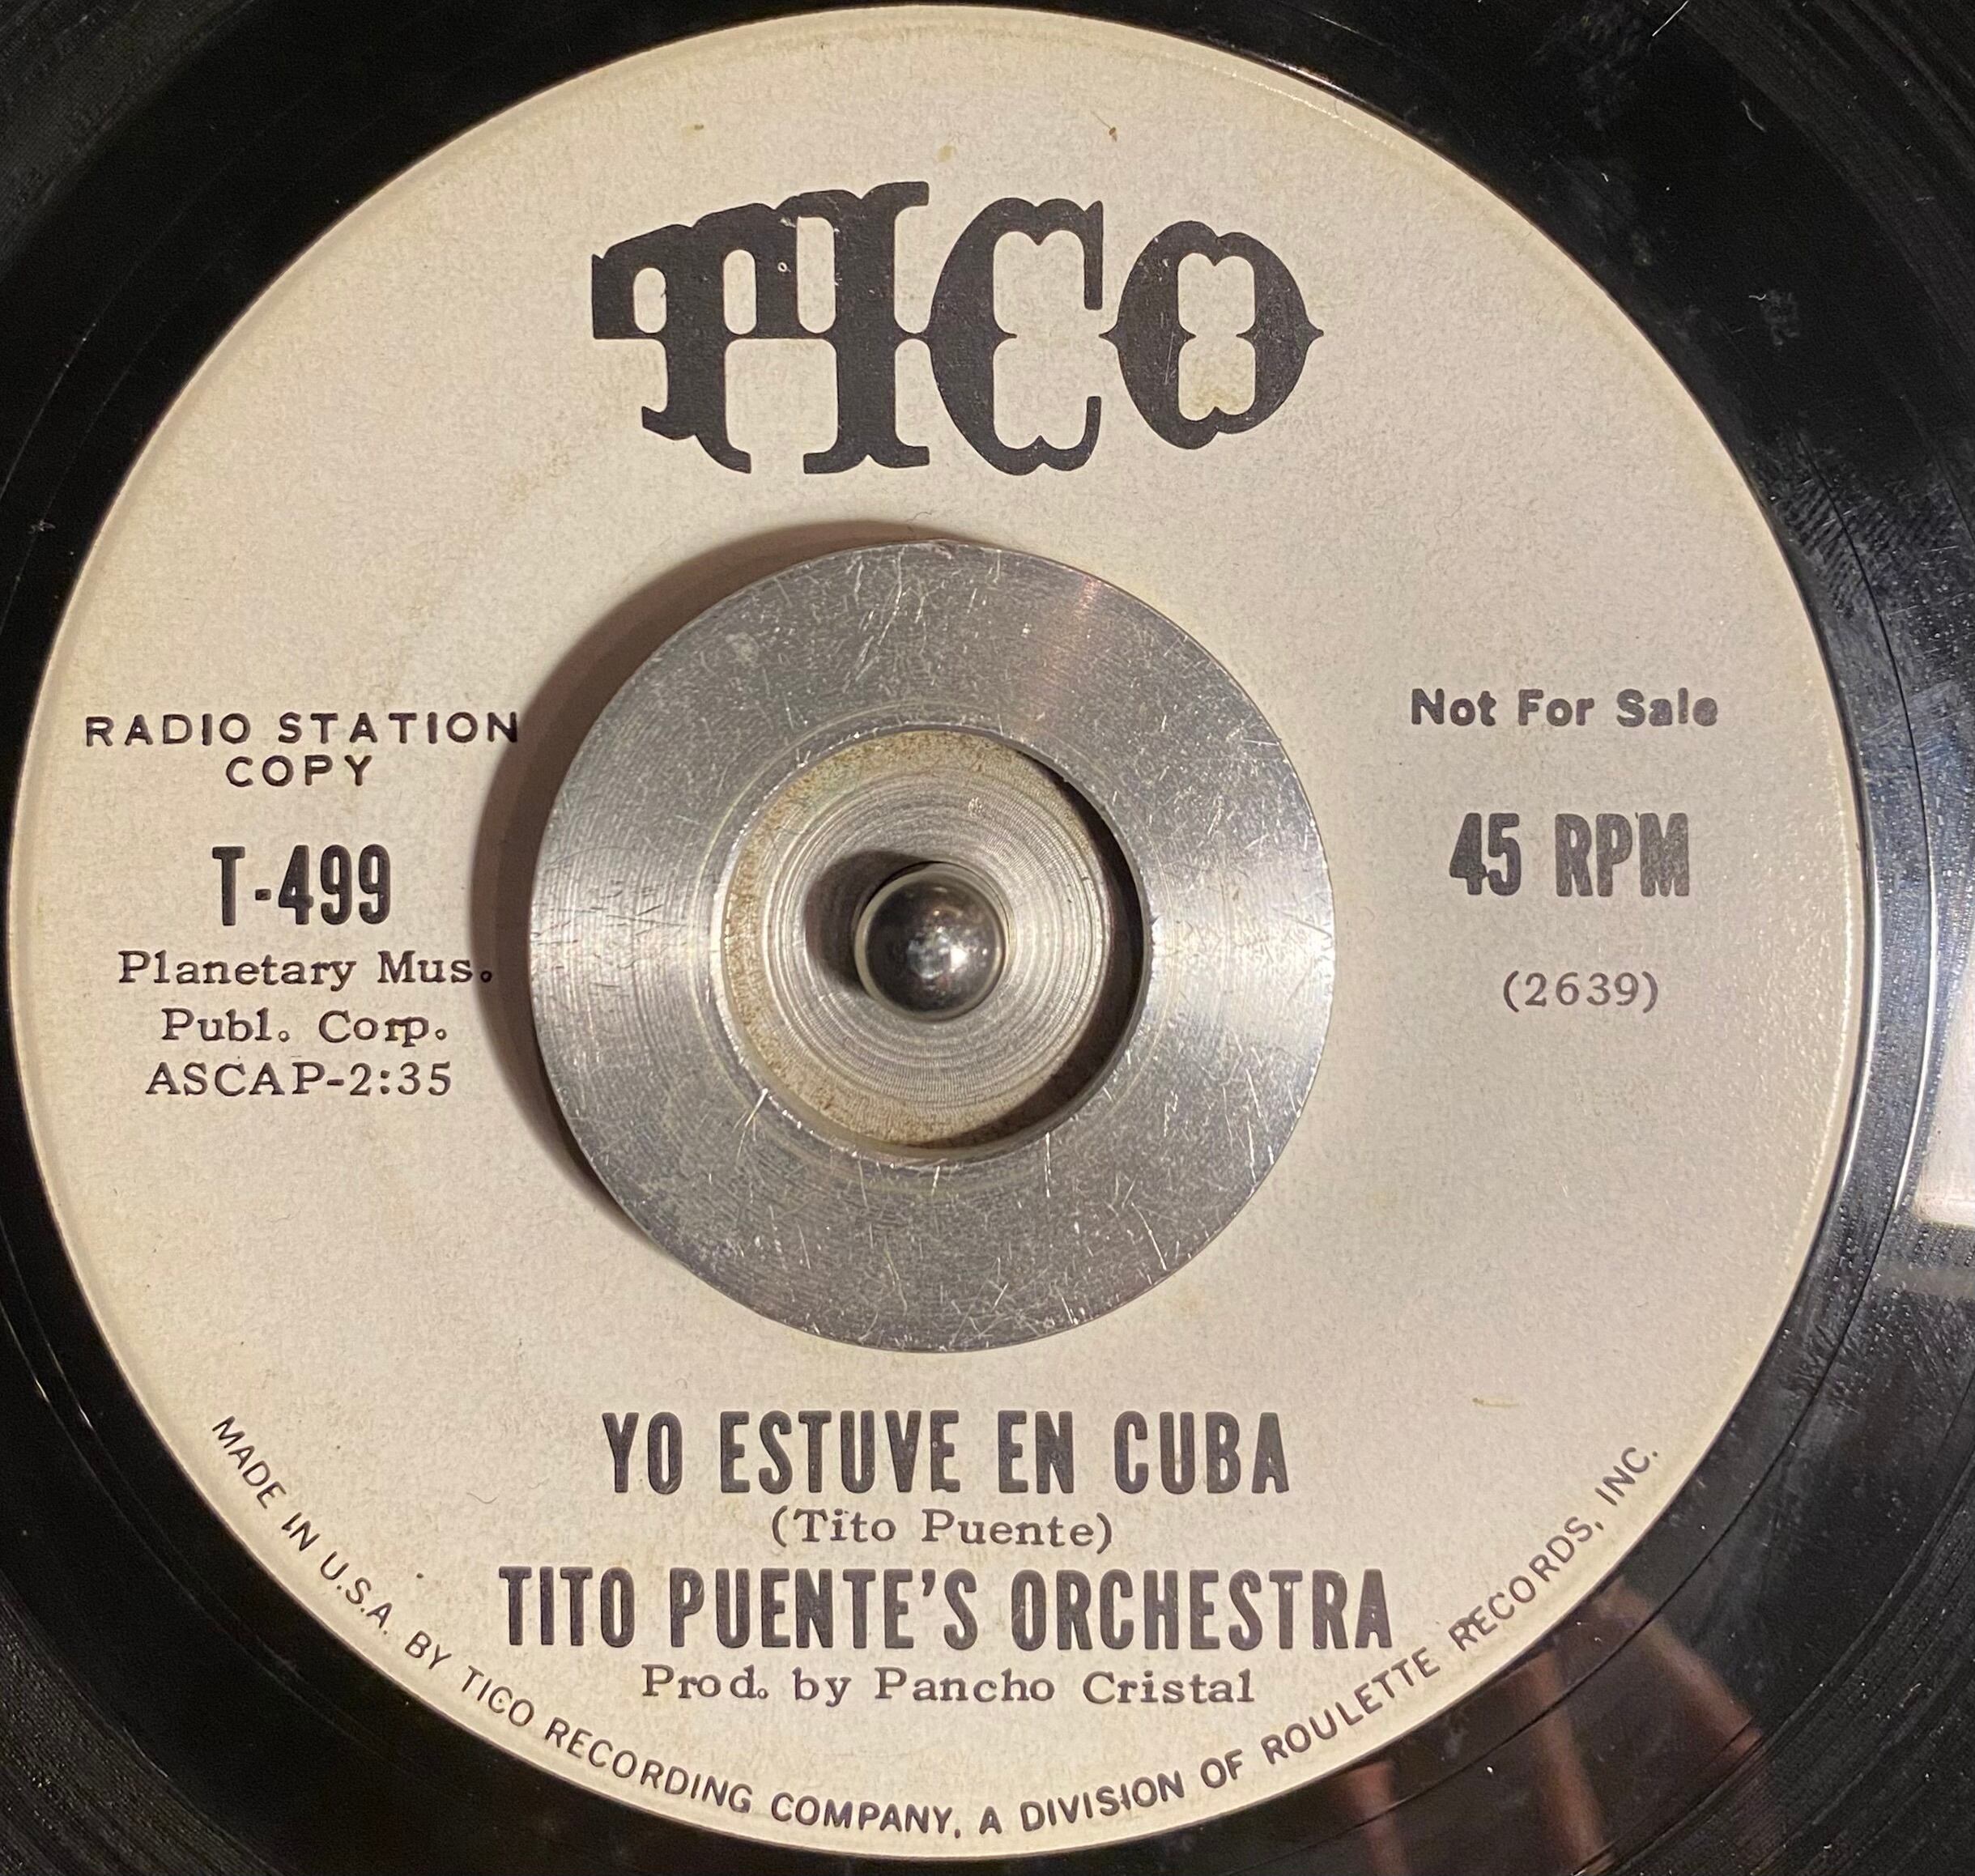 TICO
RADIO STATION
COPY
T-499
Planetary Mus.
Publ. Corp.
ASCAP-2:35
Not For Sale
45 RPM
(2639)
YO ESTUVE EN CUBA
(Tito Puente)
TITO PUENTE'S ORCHESTRA
Prod. by Pancho Cristal
MADE IN U.S.A. BY TICO RECORDING COMPANY, A DIVISION OF ROULETTE RECORDS, INC.